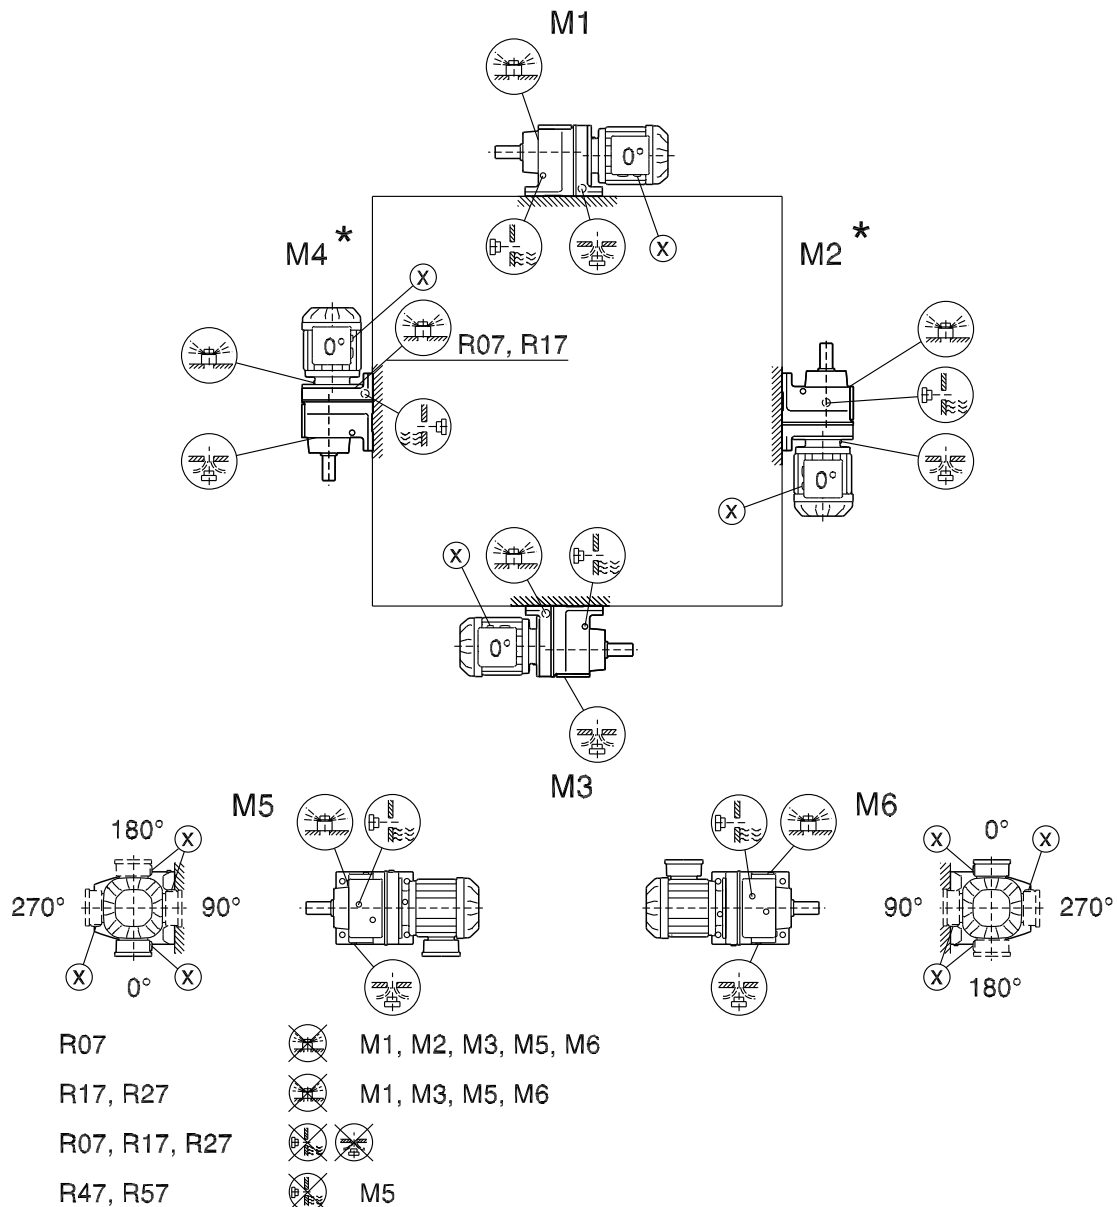 M1
0°
X
M4 *
M2 *
X
0°
R07, R17
0°
X
X
0°
M3
M5
M6
180°
X
270°
90°
X
0°
X
X
0°
X
90°
270°
X
180°
R07 M1, M2, M3, M5, M6
R17, R27 M1, M3, M5, M6
R07, R17, R27
R47, R57 M5